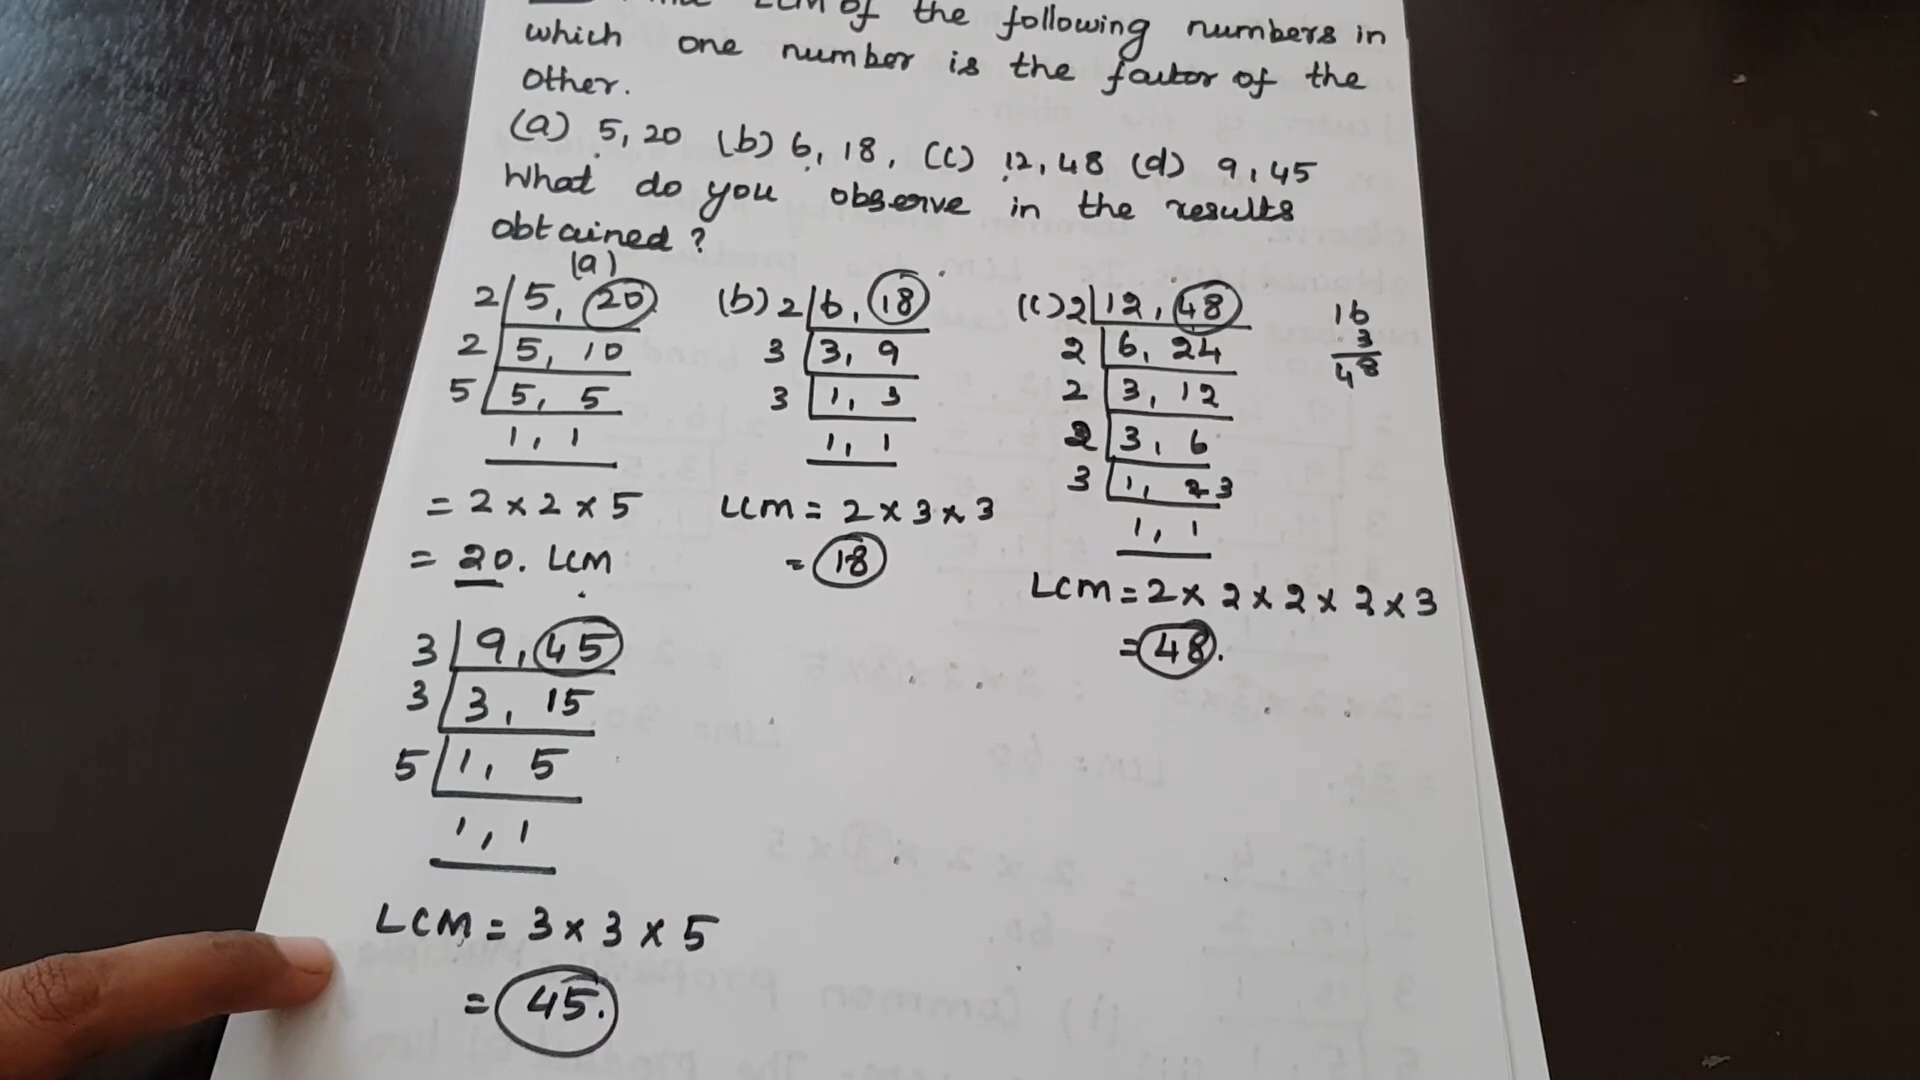 LCM of the following numbers in
which one number is the factor of the
other.
(a) 5, 20 (b) 6, 18, (c) 12, 48 (d) 9, 45
What do you observe in the results
obtained?
(a)
2 5, 20
2 5, 10
5 5, 5
1, 1
= 2 × 2 × 5
= 20. LCM
(b) 2 6, 18
3 3, 9
3 1, 3
1, 1
LCM = 2 × 3 × 3
= 18
(c) 2 12, 48
2 6, 24
2 3, 12
2 3, 6
3 1, 3
1, 1
LCM = 2 × 2 × 2 × 2 × 3
= 48.
16
3
48
3 9, 45
3 3, 15
5 1, 5
1, 1
LCM = 3 × 3 × 5
= 45.